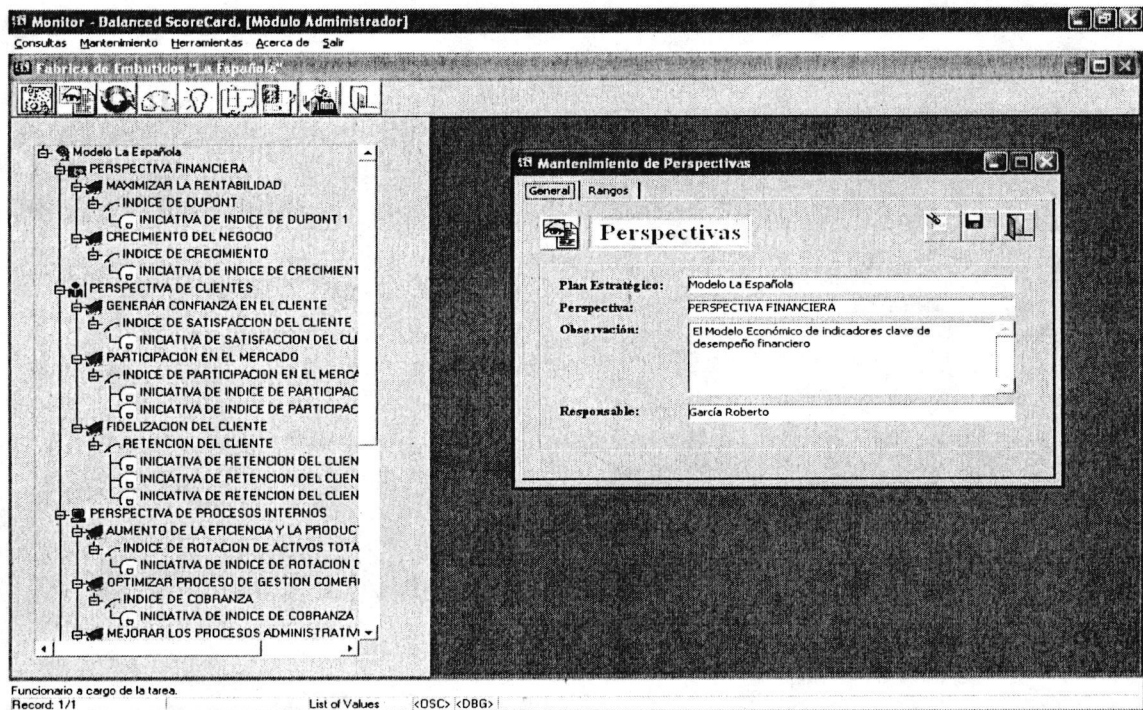 Monitor - Balanced ScoreCard. [Módulo Administrador]
Consultas Mantenimiento Herramientas Acerca de Salir
Fabrica de Embutidos "La Española"
Modelo La Española
PERSPECTIVA FINANCIERA
MAXIMIZAR LA RENTABILIDAD
INDICE DE DUPONT
INICIATIVA DE INDICE DE DUPONT 1
CRECIMIENTO DEL NEGOCIO
INDICE DE CRECIMIENTO
INICIATIVA DE INDICE DE CRECIMIENT
PERSPECTIVA DE CLIENTES
GENERAR CONFIANZA EN EL CLIENTE
INDICE DE SATISFACCION DEL CLIENTE
INICIATIVA DE SATISFACCION DEL CLI
PARTICIPACION EN EL MERCADO
INDICE DE PARTICIPACION EN EL MERCA
INICIATIVA DE INDICE DE PARTICIPAC
INICIATIVA DE INDICE DE PARTICIPAC
FIDELIZACION DEL CLIENTE
RETENCION DEL CLIENTE
INICIATIVA DE RETENCION DEL CLIEN
INICIATIVA DE RETENCION DEL CLIEN
INICIATIVA DE RETENCION DEL CLIEN
PERSPECTIVA DE PROCESOS INTERNOS
AUMENTO DE LA EFICIENCIA Y LA PRODUC
INDICE DE ROTACION DE ACTIVOS TOTA
INICIATIVA DE INDICE DE ROTACION D
OPTIMIZAR PROCESO DE GESTION COMER
INDICE DE COBRANZA
INICIATIVA DE INDICE DE COBRANZA
MEJORAR LOS PROCESOS ADMINISTRATIV
Mantenimiento de Perspectivas
General Rangos
Perspectivas
Plan Estratégico: Modelo La Española
Perspectiva: PERSPECTIVA FINANCIERA
Observación: El Modelo Económico de indicadores clave de
desempeño financiero
Responsable: García Roberto
Funcionario a cargo de la tarea.
Record: 1/1 List of Values <OSC> <DBG>